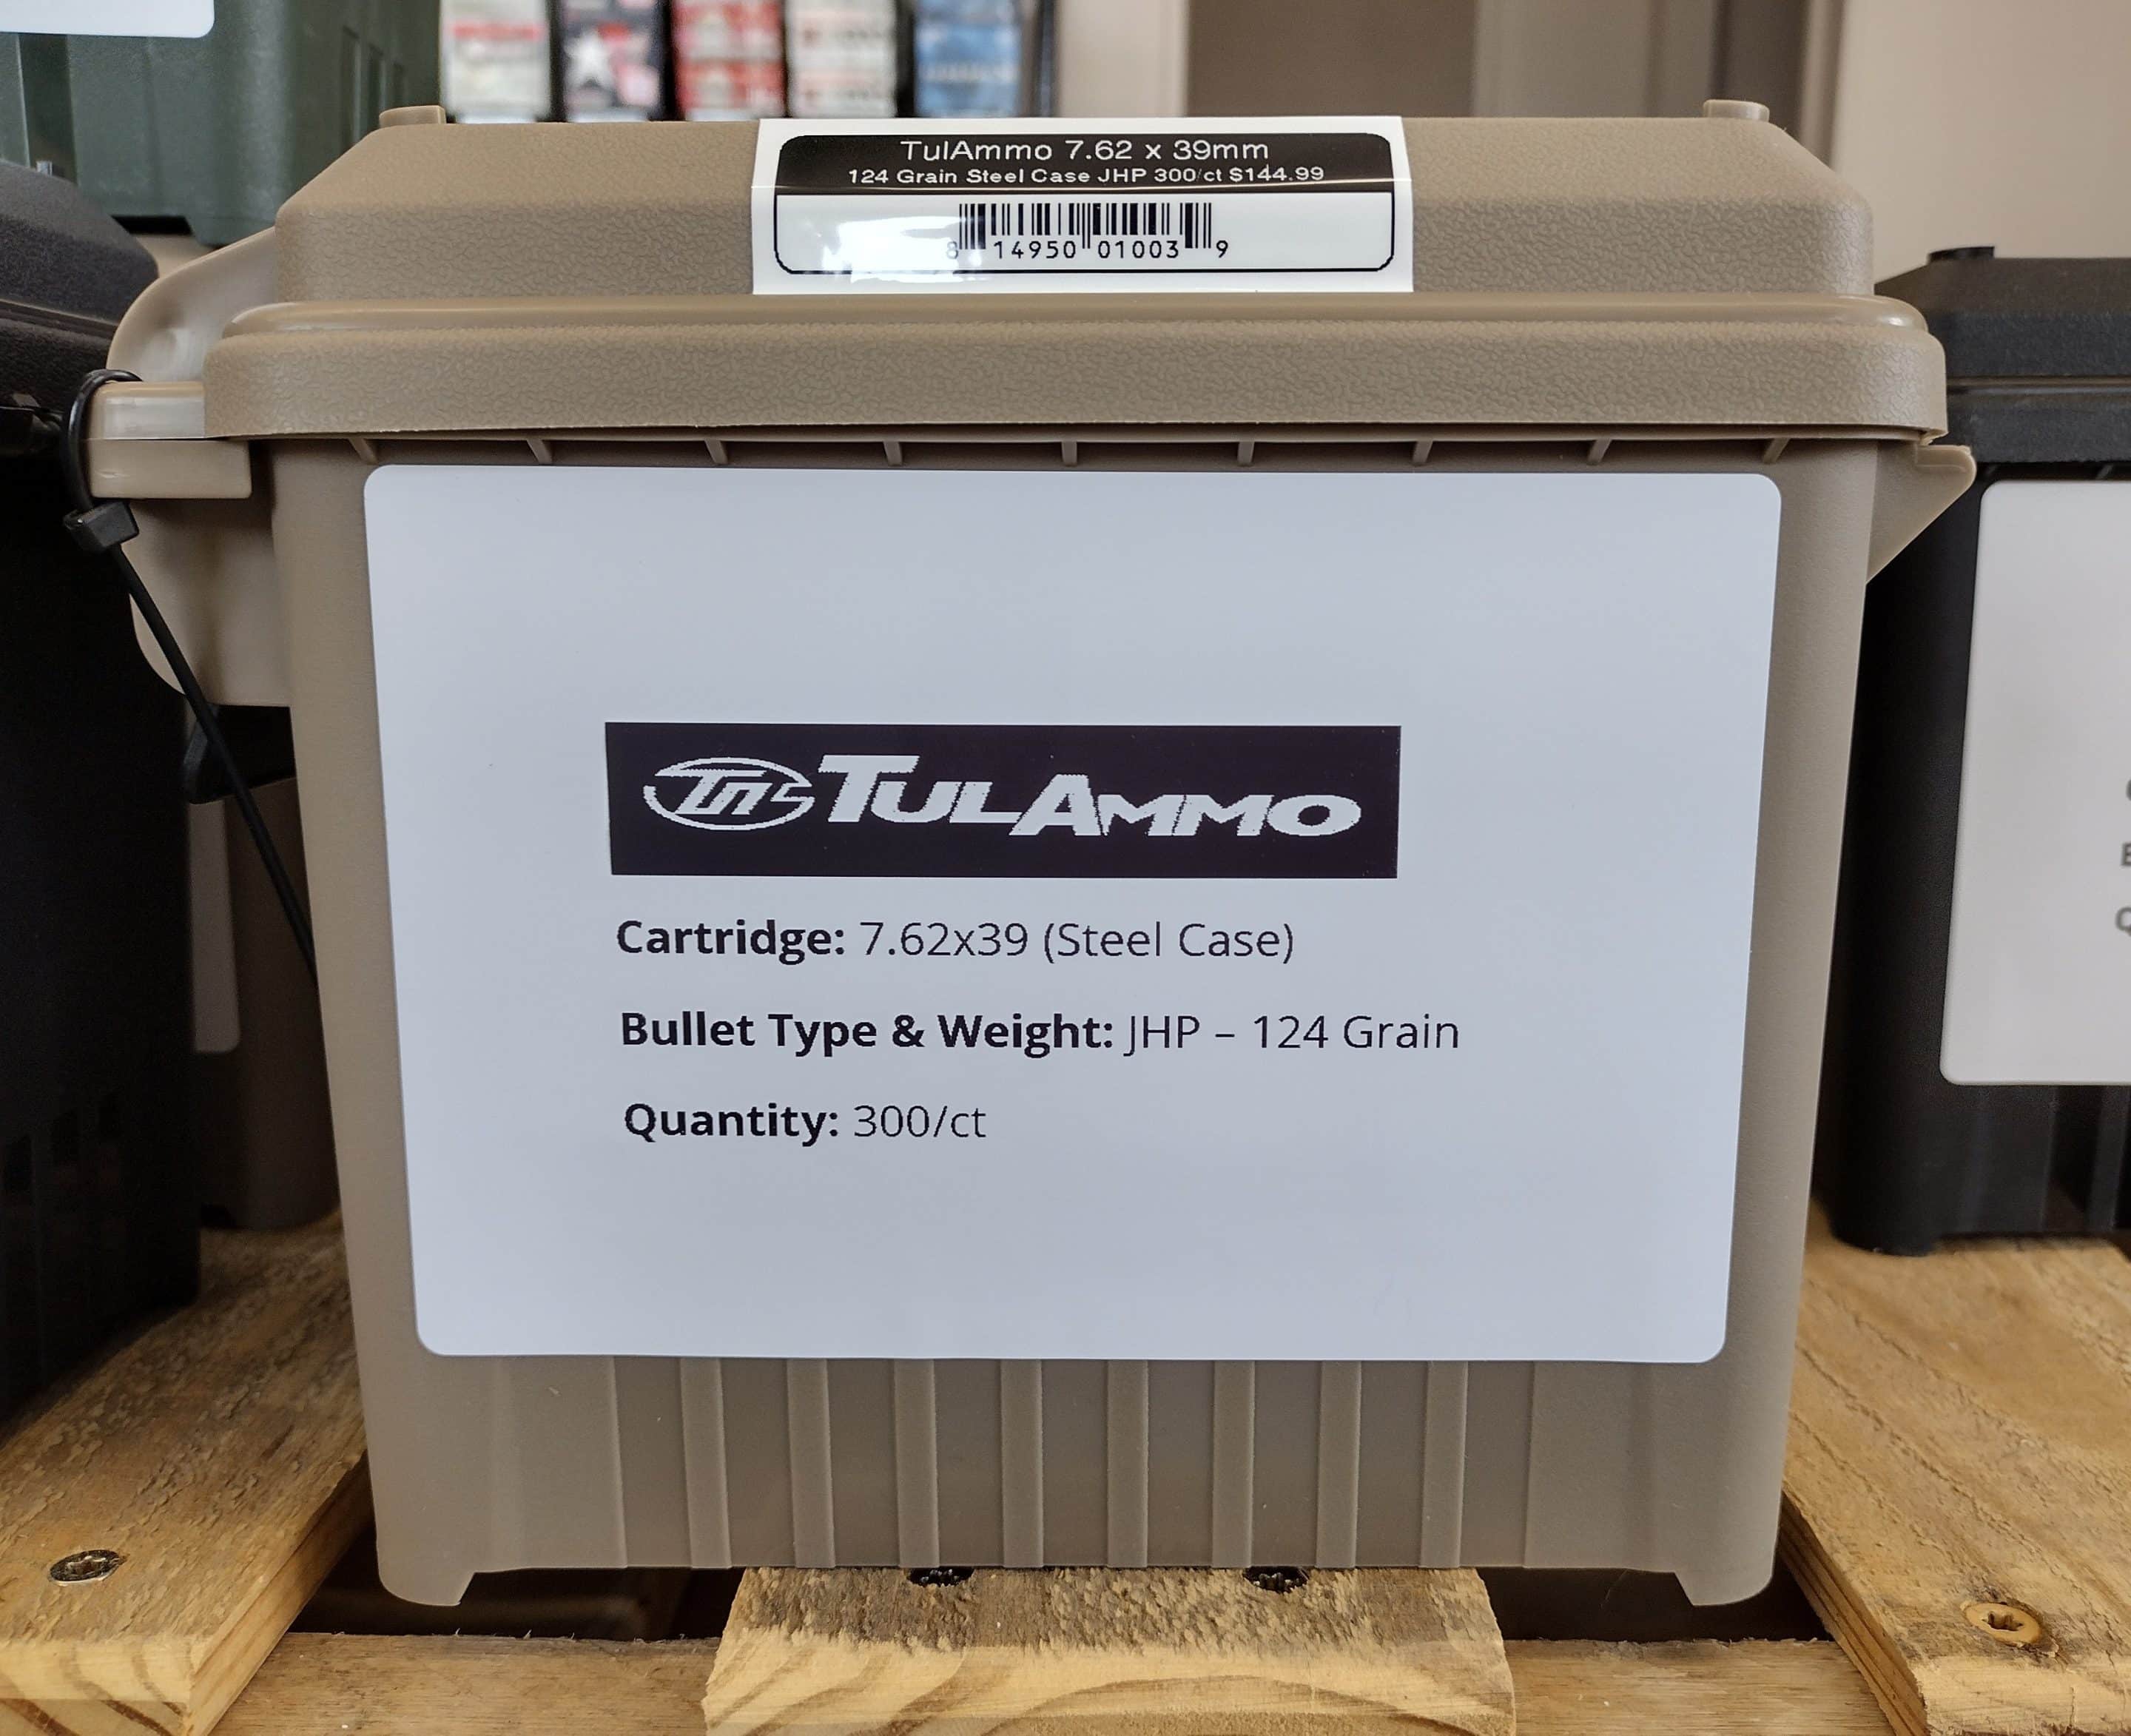 TulAmmo 7.62 x 39mm
124 Grain Steel Case JHP 300/ct $144.99
8 14950 01003 9
TULAMMO
Cartridge: 7.62x39 (Steel Case)
Bullet Type & Weight: JHP – 124 Grain
Quantity: 300/ct